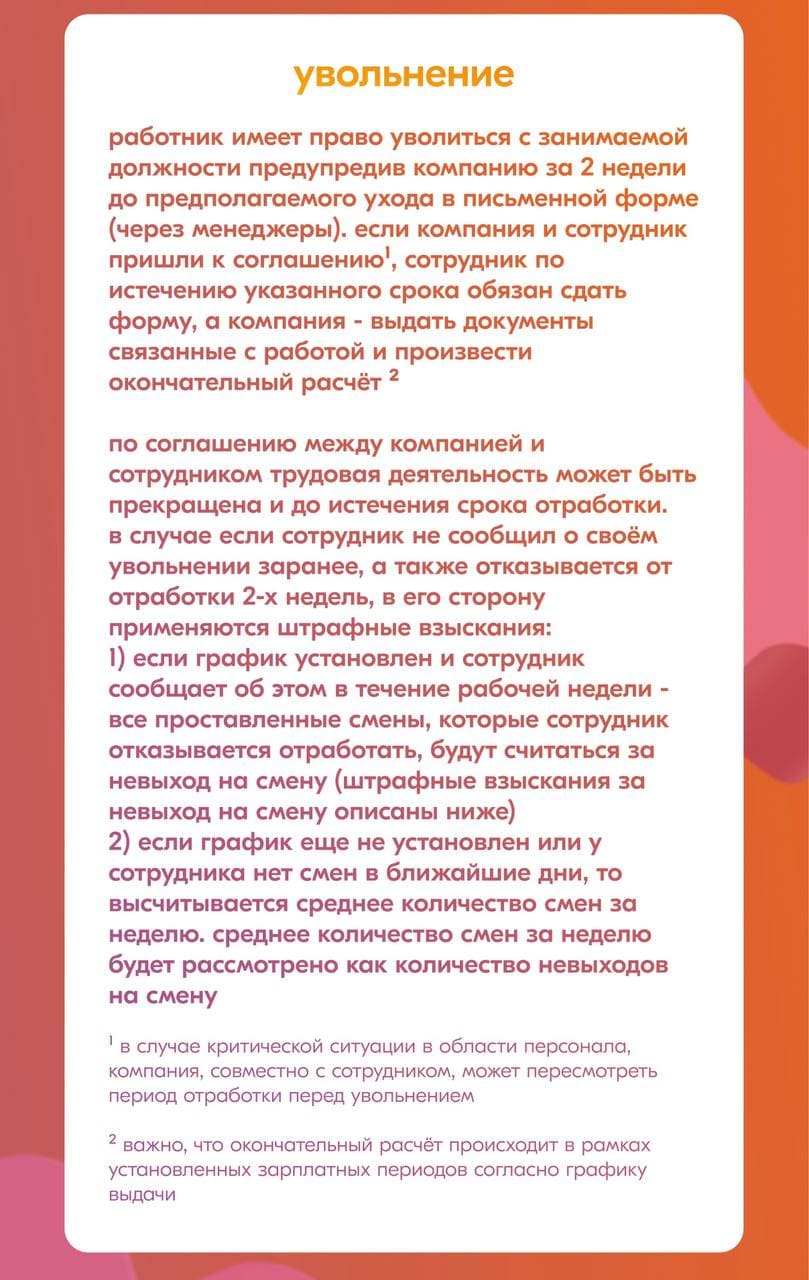 увольнение
работник имеет право уволиться с занимаемой
должности предупредив компанию за 2 недели
до предполагаемого ухода в письменной форме
(через менеджеры). если компания и сотрудник
пришли к соглашению¹, сотрудник по
истечению указанного срока обязан сдать
форму, а компания - выдать документы
связанные с работой и произвести
окончательный расчёт ²
по соглашению между компанией и
сотрудником трудовая деятельность может быть
прекращена и до истечения срока отработки.
в случае если сотрудник не сообщил о своём
увольнении заранее, а также отказывается от
отработки 2-х недель, в его сторону
применяются штрафные взыскания:
1) если график установлен и сотрудник
сообщает об этом в течение рабочей недели -
все проставленные смены, которые сотрудник
отказывается отработать, будут считаться за
невыход на смену (штрафные взыскания за
невыход на смену описаны ниже)
2) если график еще не установлен или у
сотрудника нет смен в ближайшие дни, то
высчитывается среднее количество смен за
неделю. среднее количество смен за неделю
будет рассмотрено как количество невыходов
на смену
¹ в случае критической ситуации в области персонала,
компания, совместно с сотрудником, может пересмотреть
период отработки перед увольнением
² важно, что окончательный расчёт происходит в рамках
установленных зарплатных периодов согласно графику
выдачи